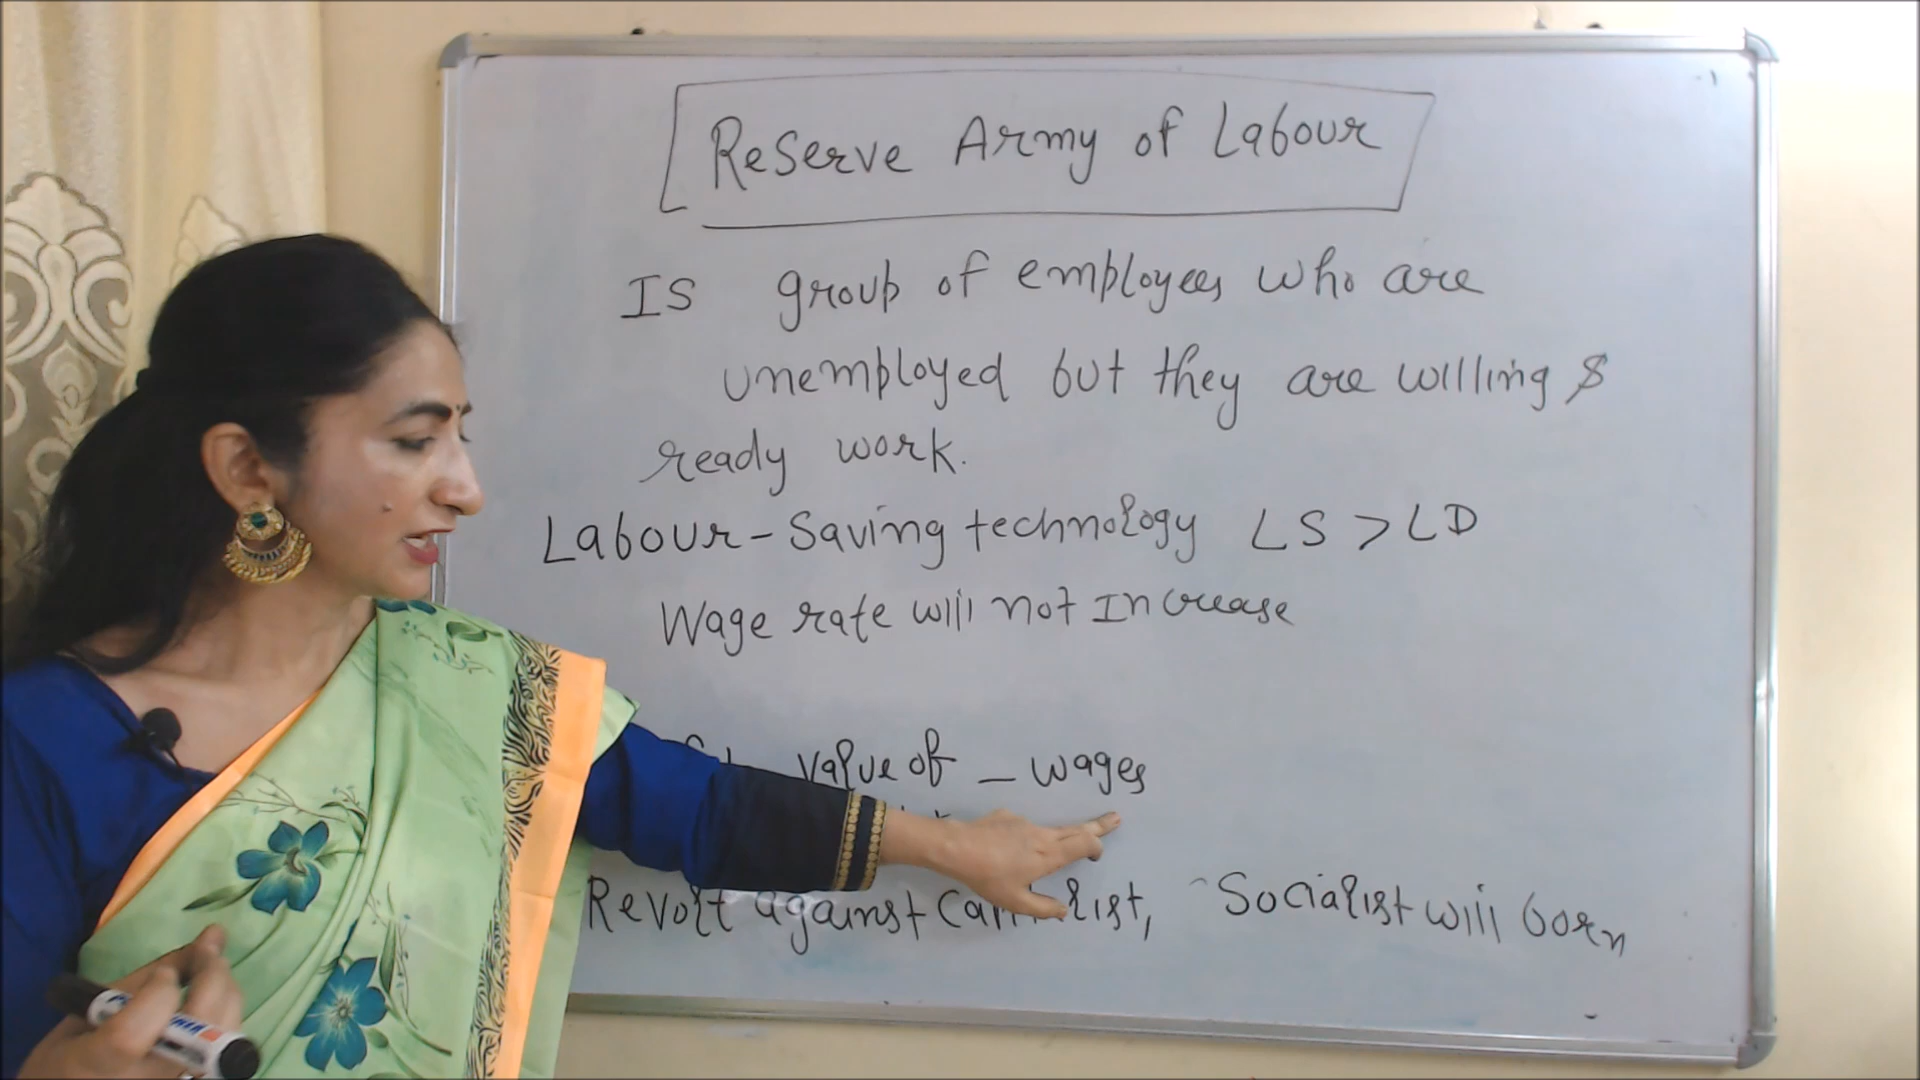 Reserve Army of Labour
Is group of employees who are
unemployed but they are willing &
ready work.
Labour-Saving technology LS > LD
Wage rate will not Increase
value of - wages
Revolt against Capitalist, Socialist will born